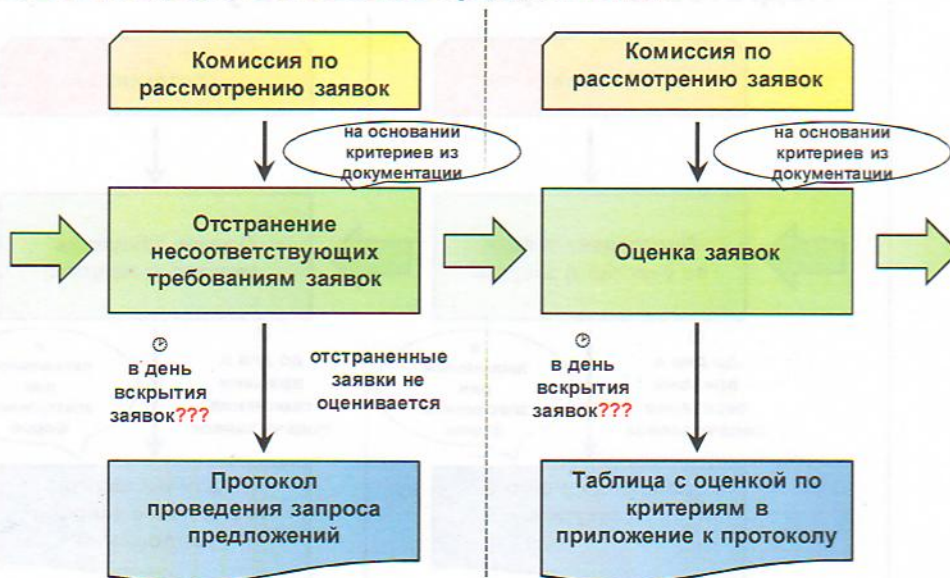 Комиссия по
рассмотрению заявок
на основании
критериев из
документации
Отстранение
несоответствующих
требованиям заявок
в день
вскрытия
заявок???
отстраненные
заявки не
оценивается
Протокол
проведения запроса
предложений
Комиссия по
рассмотрению заявок
на основании
критериев из
документации
Оценка заявок
в день
вскрытия
заявок???
Таблица с оценкой по
критериям в
приложение к протоколу